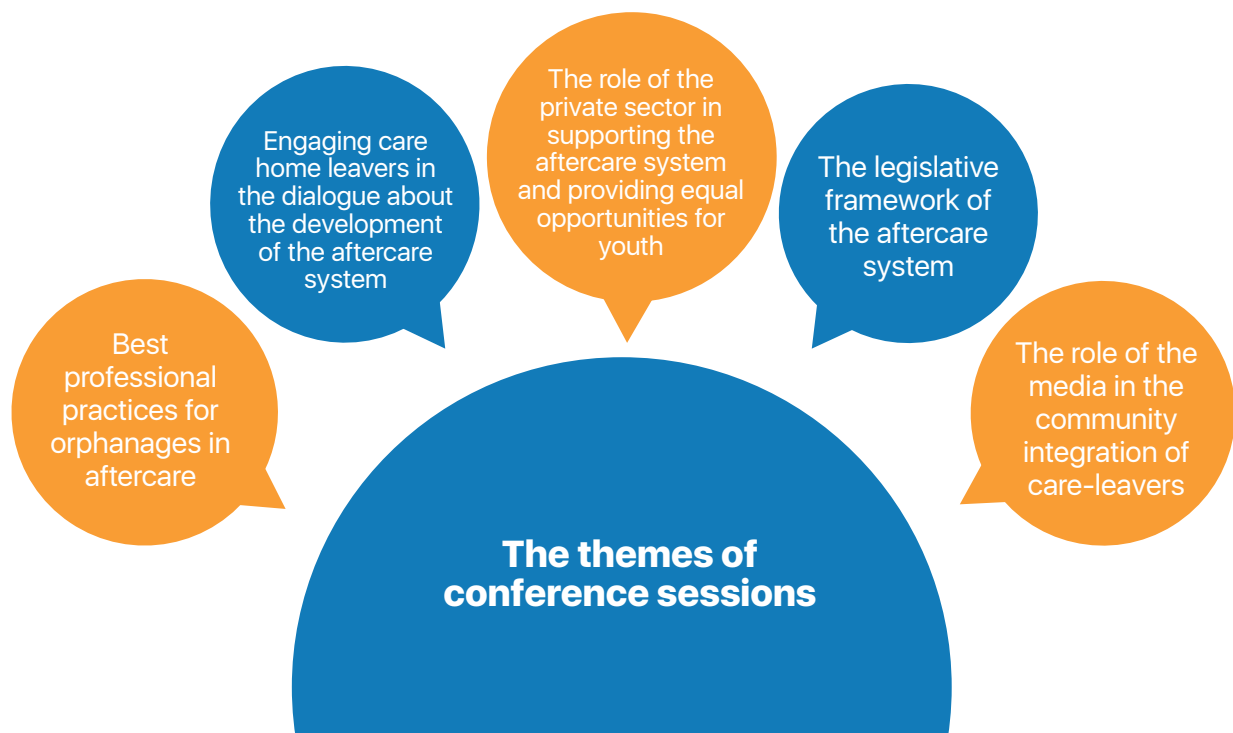 Best
professional
practices for
orphanages in
aftercare
Engaging care
home leavers in
the dialogue about
the development
of the aftercare
system
The role of the
private sector in
supporting the
aftercare system
and providing equal
opportunities for
youth
The legislative
framework of
the aftercare
system
The role of the
media in the
community
integration of
care-leavers
The themes of
conference sessions